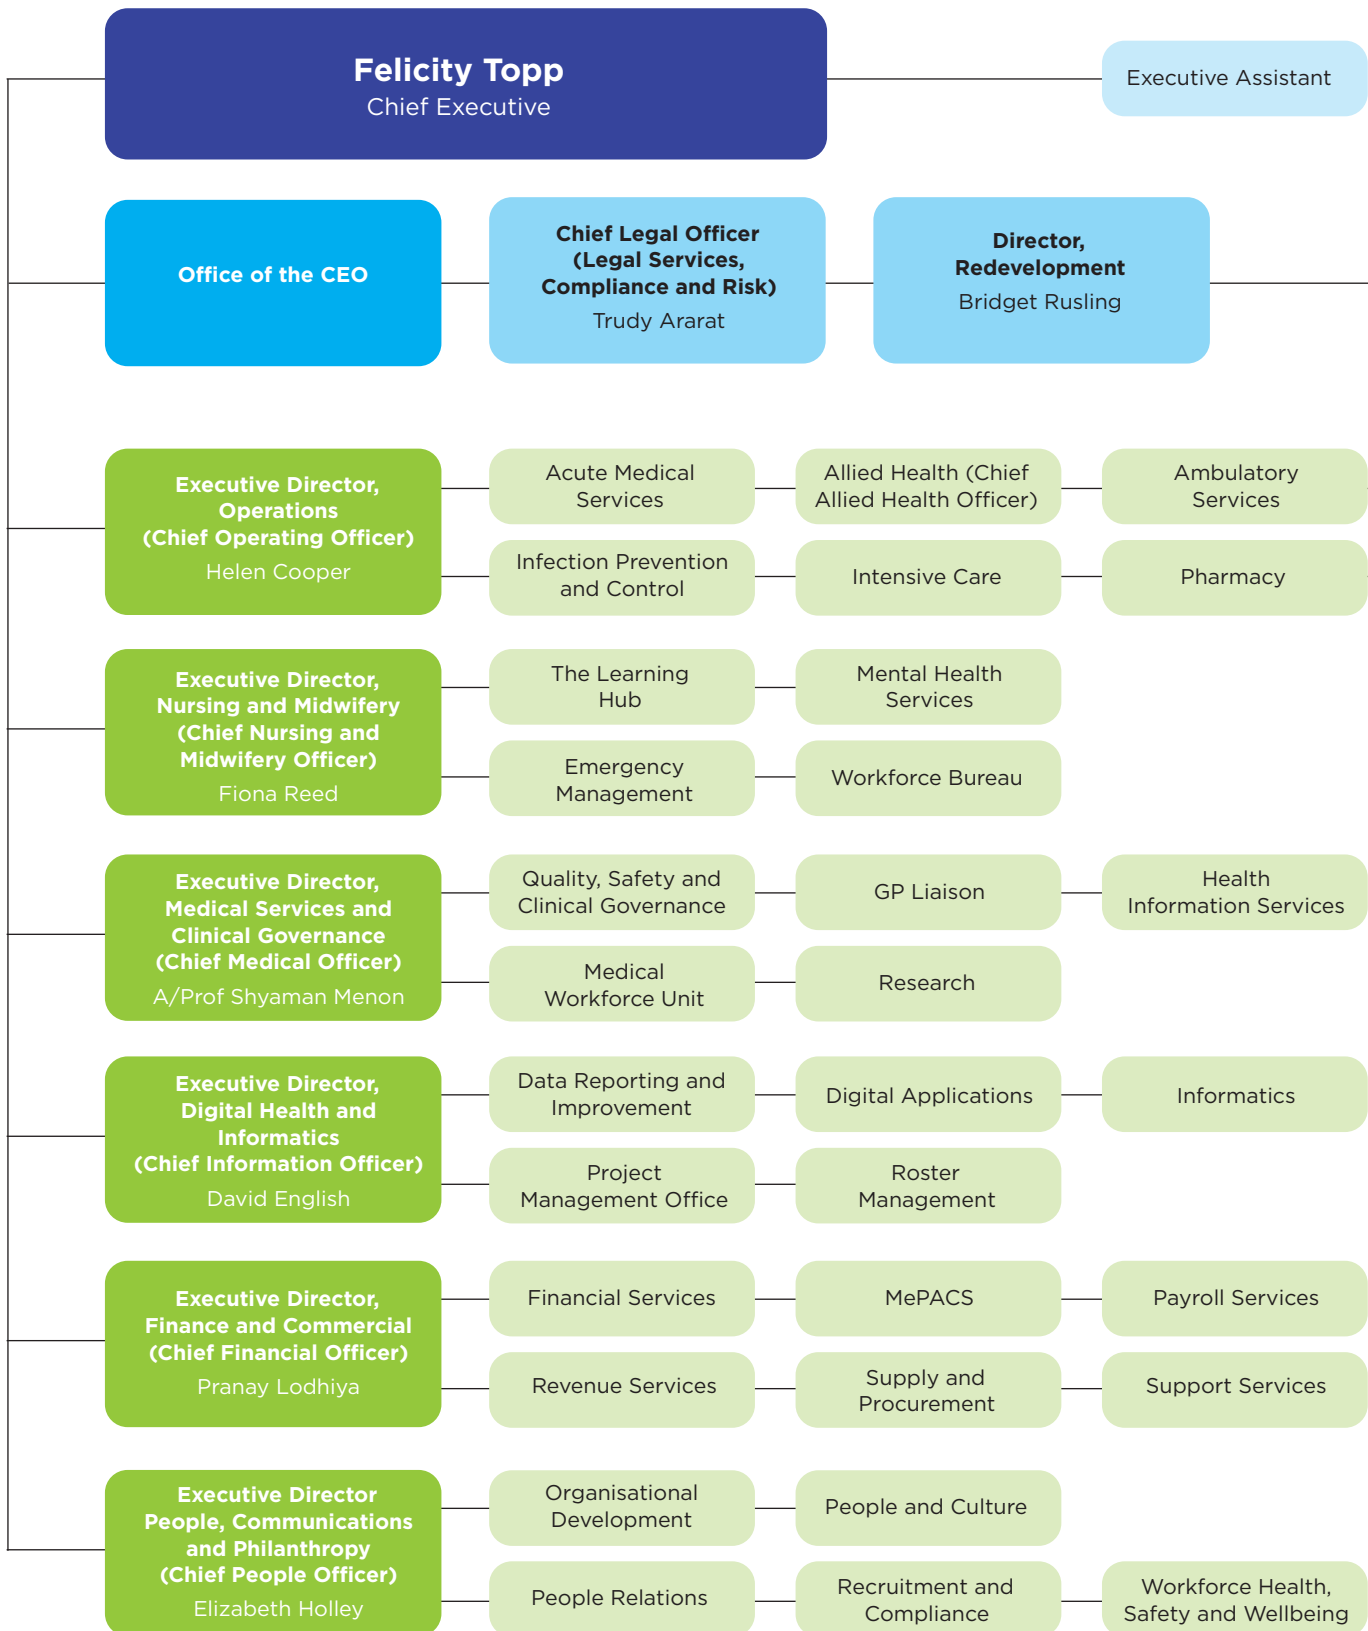 Felicity Topp
Chief Executive
Executive Assistant
Office of the CEO
Chief Legal Officer
(Legal Services,
Compliance and Risk)
Trudy Ararat
Director,
Redevelopment
Bridget Rusling
Executive Director,
Operations
(Chief Operating Officer)
Helen Cooper
Acute Medical
Services
Allied Health (Chief
Allied Health Officer)
Ambulatory
Services
Infection Prevention
and Control
Intensive Care
Pharmacy
Executive Director,
Nursing and Midwifery
(Chief Nursing and
Midwifery Officer)
Fiona Reed
The Learning
Hub
Mental Health
Services
Emergency
Management
Workforce Bureau
Executive Director,
Medical Services and
Clinical Governance
(Chief Medical Officer)
A/Prof Shyaman Menon
Quality, Safety and
Clinical Governance
GP Liaison
Health
Information Services
Medical
Workforce Unit
Research
Executive Director,
Digital Health and
Informatics
(Chief Information Officer)
David English
Data Reporting and
Improvement
Digital Applications
Informatics
Project
Management Office
Roster
Management
Executive Director,
Finance and Commercial
(Chief Financial Officer)
Pranay Lodhiya
Financial Services
MePACS
Payroll Services
Revenue Services
Supply and
Procurement
Support Services
Executive Director
People, Communications
and Philanthropy
(Chief People Officer)
Elizabeth Holley
Organisational
Development
People and Culture
People Relations
Recruitment and
Compliance
Workforce Health,
Safety and Wellbeing